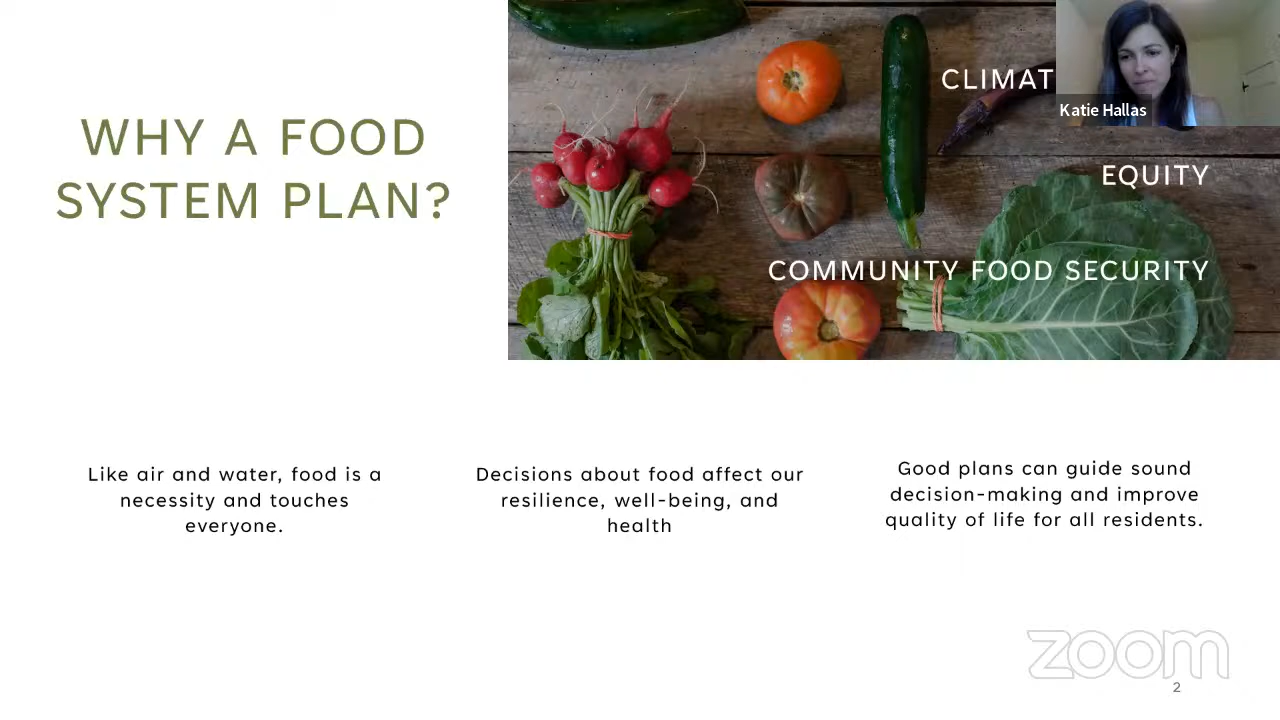 WHY A FOOD
SYSTEM PLAN?
CLIMAT
Katie Hallas
EQUITY
COMMUNITY FOOD SECURITY
Like air and water, food is a
necessity and touches
everyone.
Decisions about food affect our
resilience, well-being, and
health
Good plans can guide sound
decision-making and improve
quality of life for all residents.
zoom
2